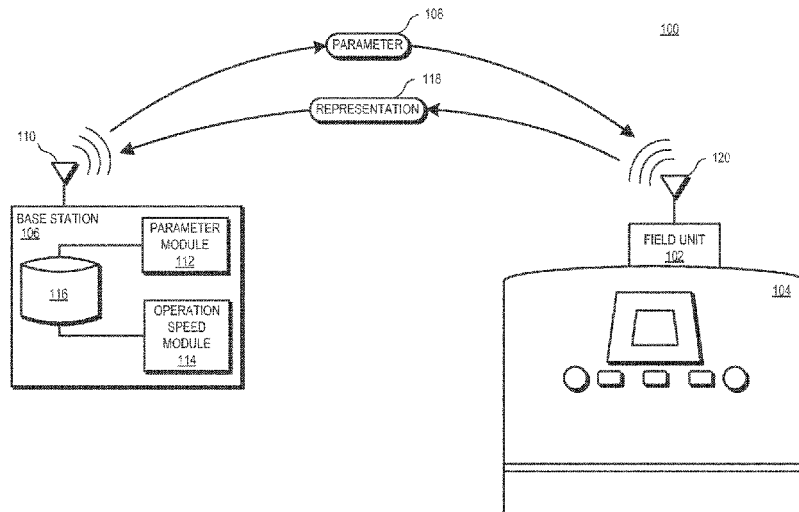 108
PARAMETER
100
118
REPRESENTATION
110
120
BASE STATION
106
PARAMETER
MODULE
112
116
OPERATION
SPEED
MODULE
114
FIELD UNIT
102
104